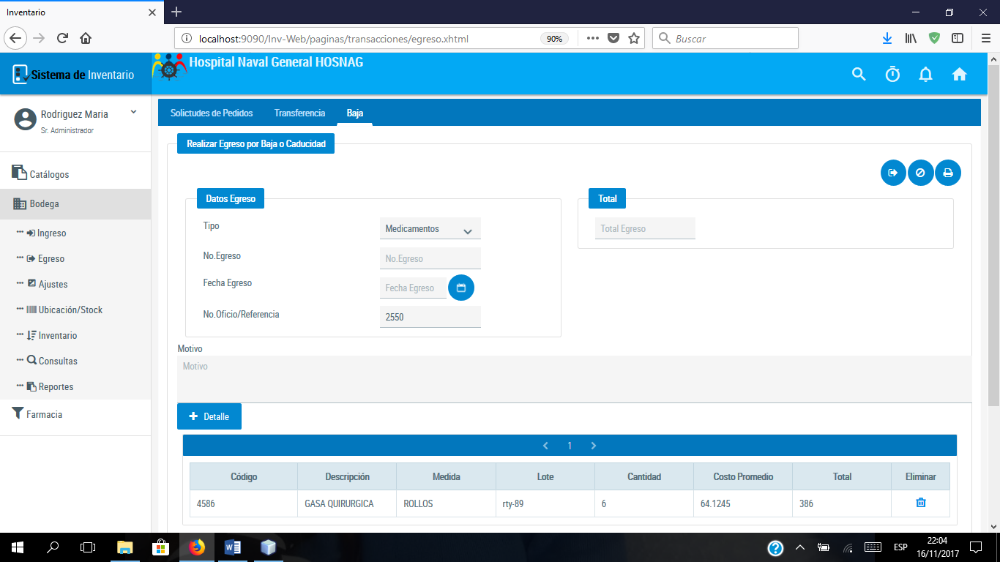 Inventario
localhost:9090/Inv-Web/paginas/transacciones/egreso.xhtml
90%
Buscar
Sistema de Inventario
Hospital Naval General HOSNAG
Rodriguez Maria
Sr. Administrador
Solictudes de Pedidos Transferencia Baja
Realizar Egreso por Baja o Caducidad
Catálogos
Bodega
Ingreso
Egreso
Ajustes
Ubicación/Stock
Inventario
Consultas
Reportes
Farmacia
Datos Egreso
Tipo Medicamentos
No.Egreso No.Egreso
Fecha Egreso Fecha Egreso
No.Oficio/Referencia 2550
Total
Total Egreso
Motivo
Motivo
Detalle
1
Código Descripción Medida Lote Cantidad Costo Promedio Total Eliminar
4586 GASA QUIRURGICA ROLLOS rty-89 6 64.1245 386
ESP
22:04
16/11/2017